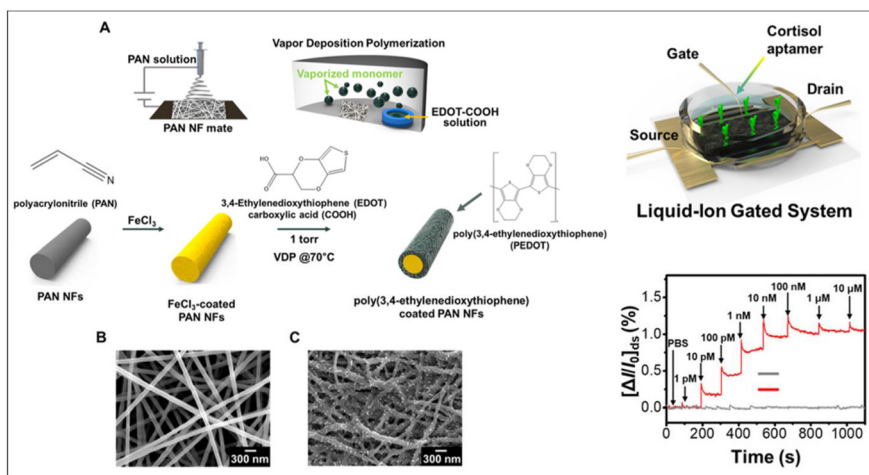 A
PAN solution
PAN NF mate
Vapor Deposition Polymerization
Vaporized monomer
EDOT-COOH
solution
N
polyacrylonitrile (PAN)
HO
O
O
O
S
3,4-Ethylenedioxythiophene (EDOT)
carboxylic acid (COOH)
FeCl3
1 torr
VDP @70°C
poly(3,4-ethylenedioxythiophene)
(PEDOT)
PAN NFs
FeCl3-coated
PAN NFs
poly(3,4-ethylenedioxythiophene)
coated PAN NFs
B
300 nm
C
300 nm
Cortisol
aptamer
Gate
Drain
Source
Liquid-Ion Gated System
[ΔI/I0]ds (%)
1.5
1.0
0.5
0.0
PBS
1 pM
10 pM
100 pM
1 nM
10 nM
100 nM
1 µM
10 µM
0 200 400 600 800 1000
Time (s)